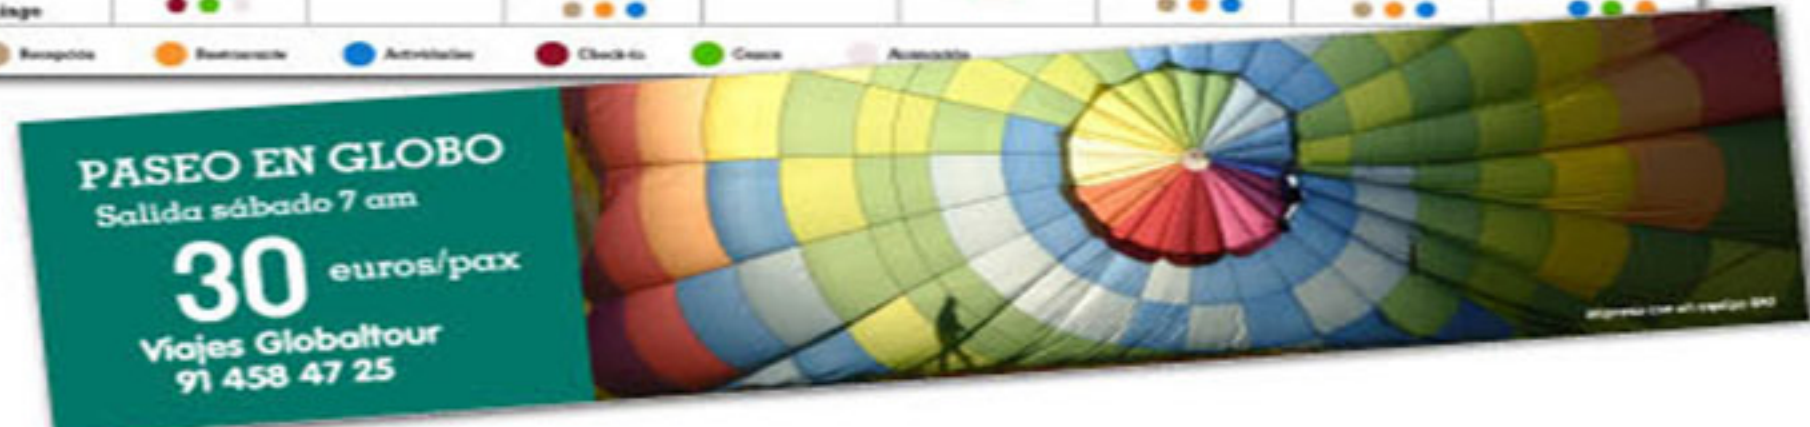 Recepción Restaurante Actividades Check-in Animación
PASEO EN GLOBO
Salida sábado 7 am
30 euros/pax
Viajes Globaltour
91 458 47 25